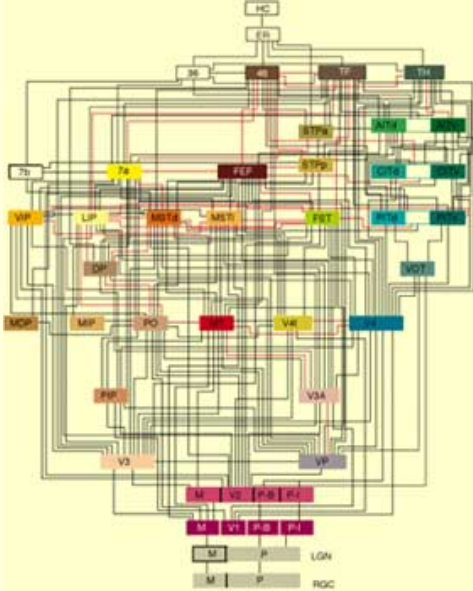 HC
ER
36 46 TF TH
STPa AITd AITv
7b 7a FEF STPp CITd CITv
VIP LIP MSTd MSTl FST PITd PITv
DP VOT
MDP MIP PO MT V4t V4
PIP V3A
V3 VP
M V2 P-B P-I
M V1 P-B P-I
M P LGN
M P RGC